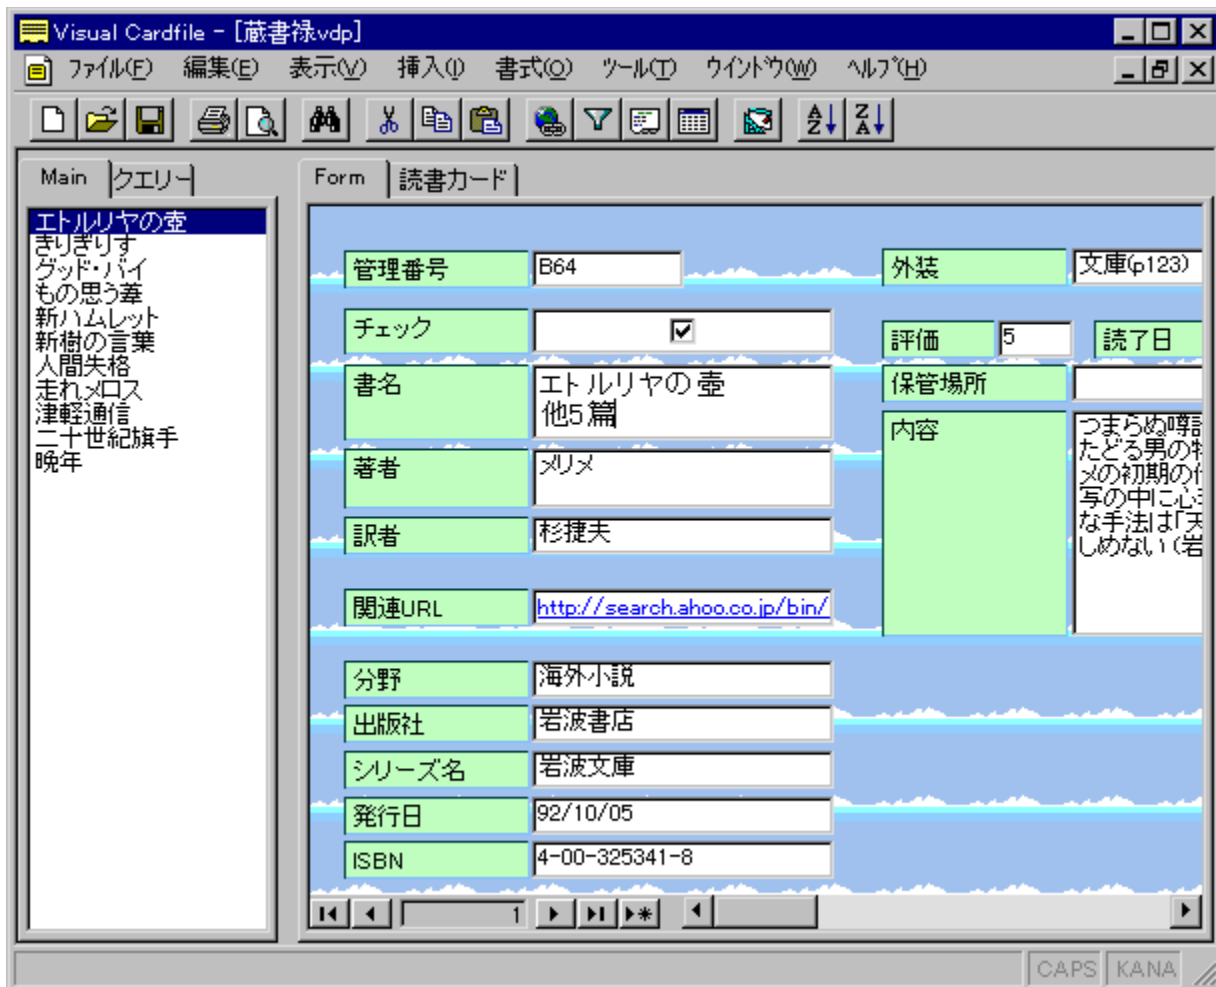 Visual Cardfile - [蔵書禄.vdp]
ファイル(F) 編集(E) 表示(V) 挿入(I) 書式(O) ツール(T) ウインドウ(W) ヘルプ(H)
Main クエリー
エトルリヤの壺
きりぎりす
グッド・バイ
もの思う葦
新ハムレット
新樹の言葉
人間失格
走れメロス
津軽通信
二十世紀旗手
晩年
Form 読書カード
管理番号 B64
チェック
書名 エトルリヤの壺
他5篇
著者 メリメ
訳者 杉捷夫
関連URL http://search.ahoo.co.jp/bin/
分野 海外小説
出版社 岩波書店
シリーズ名 岩波文庫
発行日 92/10/05
ISBN 4-00-325341-8
外装 文庫(p123)
評価 5 読了日
保管場所
内容 つまらぬ噂
たどる男の
メの初期の
写の中に心
な手法は「天
しめない(岩
1
CAPS KANA